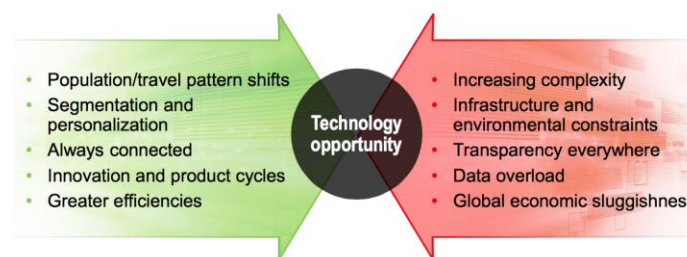 • Population/travel pattern shifts
• Segmentation and
personalization
• Always connected
• Innovation and product cycles
• Greater efficiencies
Technology
opportunity
• Increasing complexity
• Infrastructure and
environmental constraints
• Transparency everywhere
• Data overload
• Global economic sluggishnes